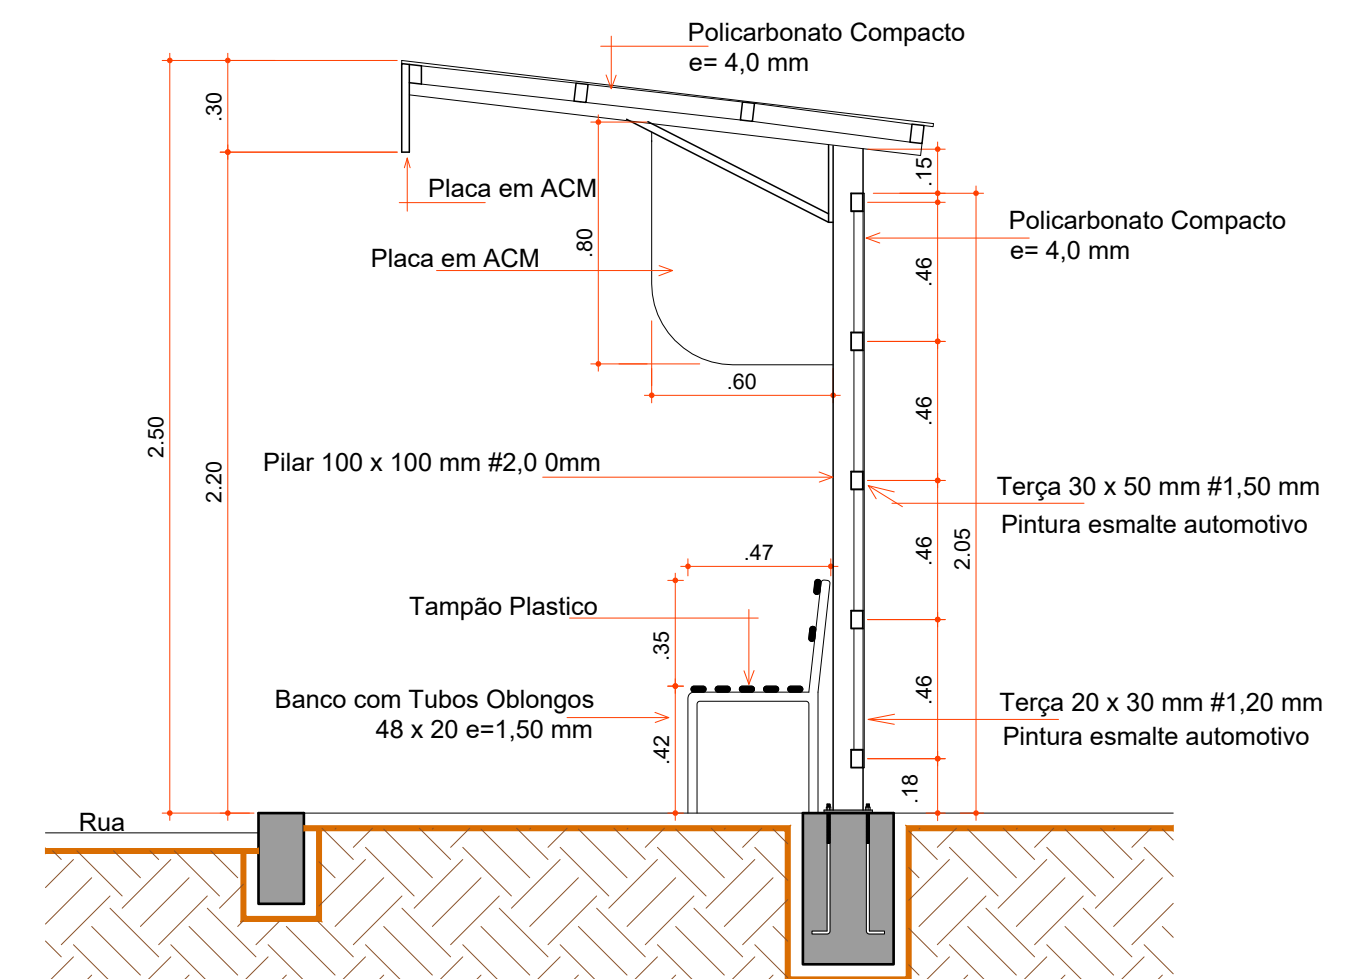 Policarbonato Compacto
e= 4,0 mm
.30
.15
Placa em ACM
Policarbonato Compacto
e= 4,0 mm
.80
Placa em ACM
.46
.60
.46
2.50
2.20
Pilar 100 x 100 mm #2,0 0mm
Terça 30 x 50 mm #1,50 mm
Pintura esmalte automotivo
.47
.46
2.05
Tampão Plastico
.35
Banco com Tubos Oblongos
48 x 20 e=1,50 mm
.46
Terça 20 x 30 mm #1,20 mm
Pintura esmalte automotivo
.42
.18
Rua